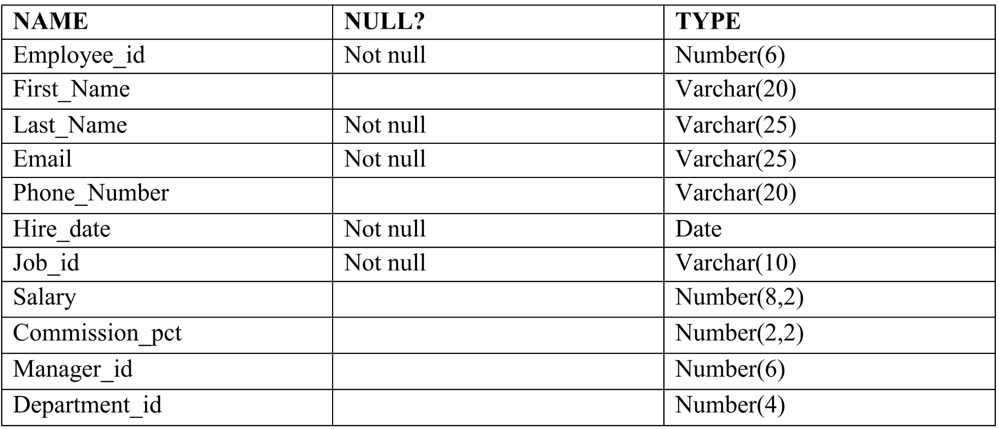 NAME NULL? TYPE
Employee_id Not null Number(6)
First_Name Varchar(20)
Last_Name Not null Varchar(25)
Email Not null Varchar(25)
Phone_Number Varchar(20)
Hire_date Not null Date
Job_id Not null Varchar(10)
Salary Number(8,2)
Commission_pct Number(2,2)
Manager_id Number(6)
Department_id Number(4)